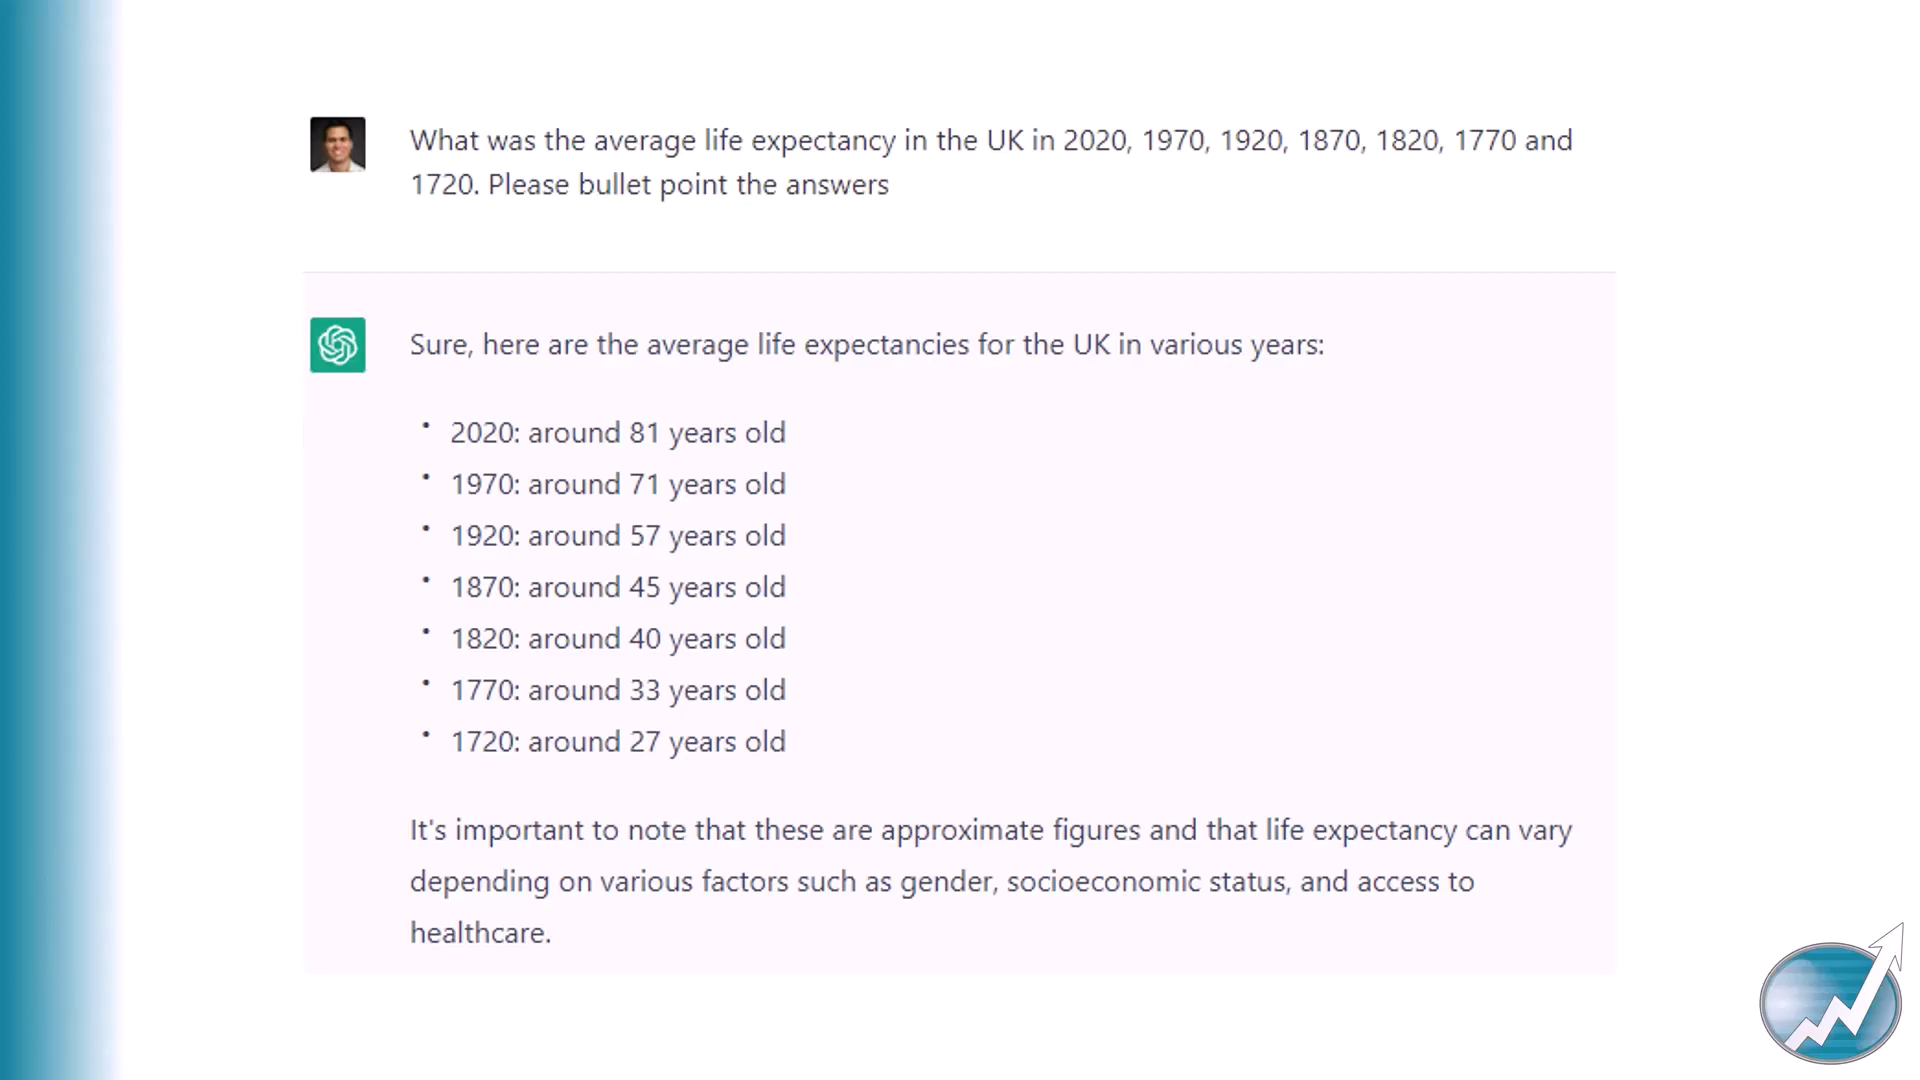 What was the average life expectancy in the UK in 2020, 1970, 1920, 1870, 1820, 1770 and
1720. Please bullet point the answers
Sure, here are the average life expectancies for the UK in various years:
• 2020: around 81 years old
• 1970: around 71 years old
• 1920: around 57 years old
• 1870: around 45 years old
• 1820: around 40 years old
• 1770: around 33 years old
• 1720: around 27 years old
It's important to note that these are approximate figures and that life expectancy can vary
depending on various factors such as gender, socioeconomic status, and access to
healthcare.